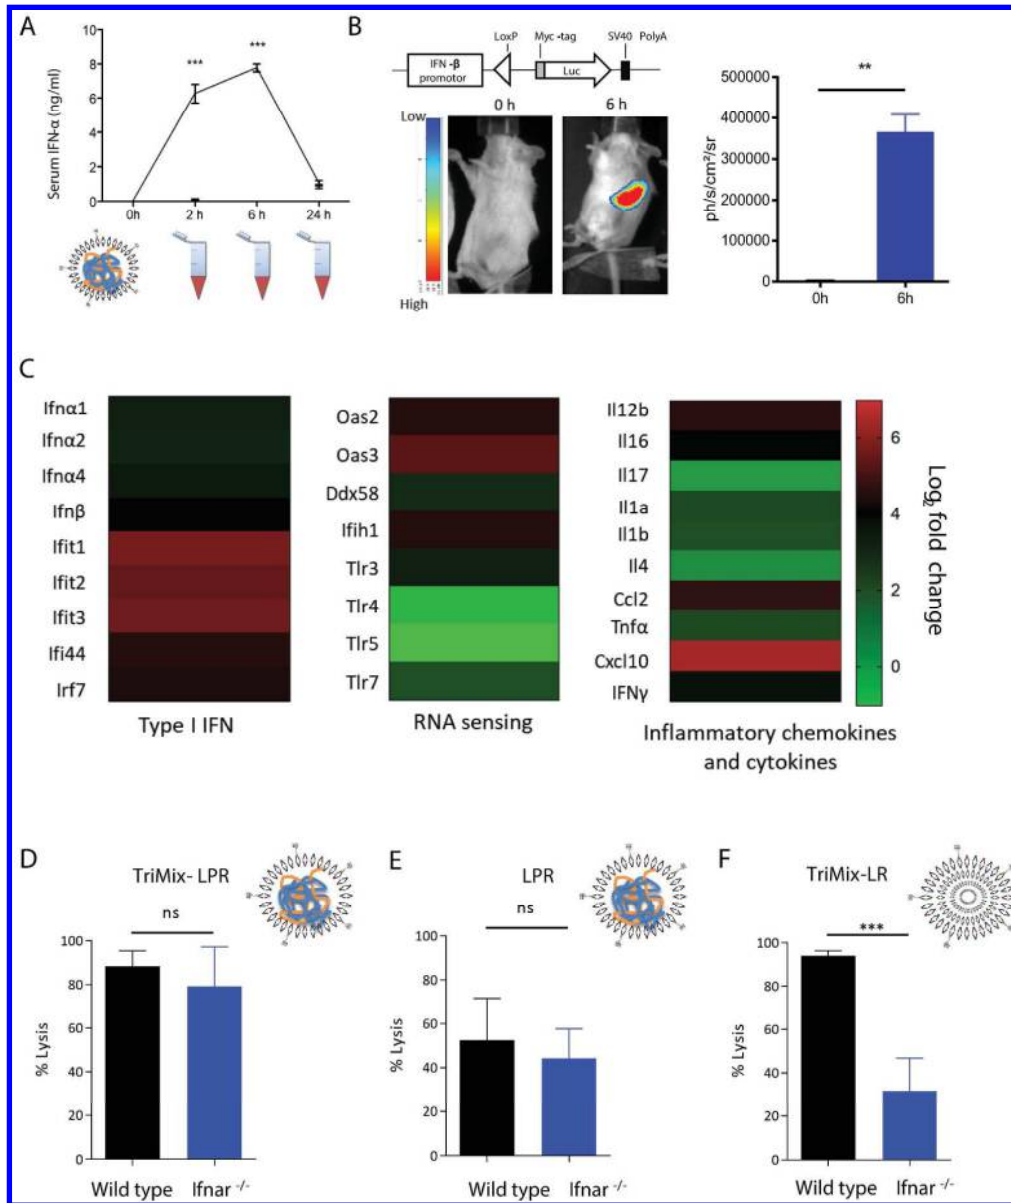 A
Serum IFN-α (ng/ml)
10
8
6
4
2
0
***
***
0h
2 h
6 h
24 h
B
LoxP
Myc -tag
SV40
PolyA
IFN -β
promotor
Luc
0 h
6h
Low
High
ph/s/cm²/sr
500000
400000
300000
200000
100000
0
**
0h
6h
C
Ifnα1
Ifnα2
Ifnα4
Ifnβ
Ifit1
Ifit2
Ifit3
Ifi44
Irf7
Type I IFN
Oas2
Oas3
Ddx58
Ifih1
Tlr3
Tlr4
Tlr5
Tlr7
RNA sensing
Il12b
Il16
Il17
Il1a
Il1b
Il4
Ccl2
Tnfα
Cxcl10
IFNγ
Inflammatory chemokines
and cytokines
6
4
2
0
Log₂ fold change
D
TriMix- LPR
ns
% Lysis
100
80
60
40
20
0
Wild type
Ifnar -/-
E
LPR
ns
% Lysis
100
80
60
40
20
0
Wild type
Ifnar -/-
F
TriMix-LR
***
% Lysis
100
80
60
40
20
0
Wild type
Ifnar -/-